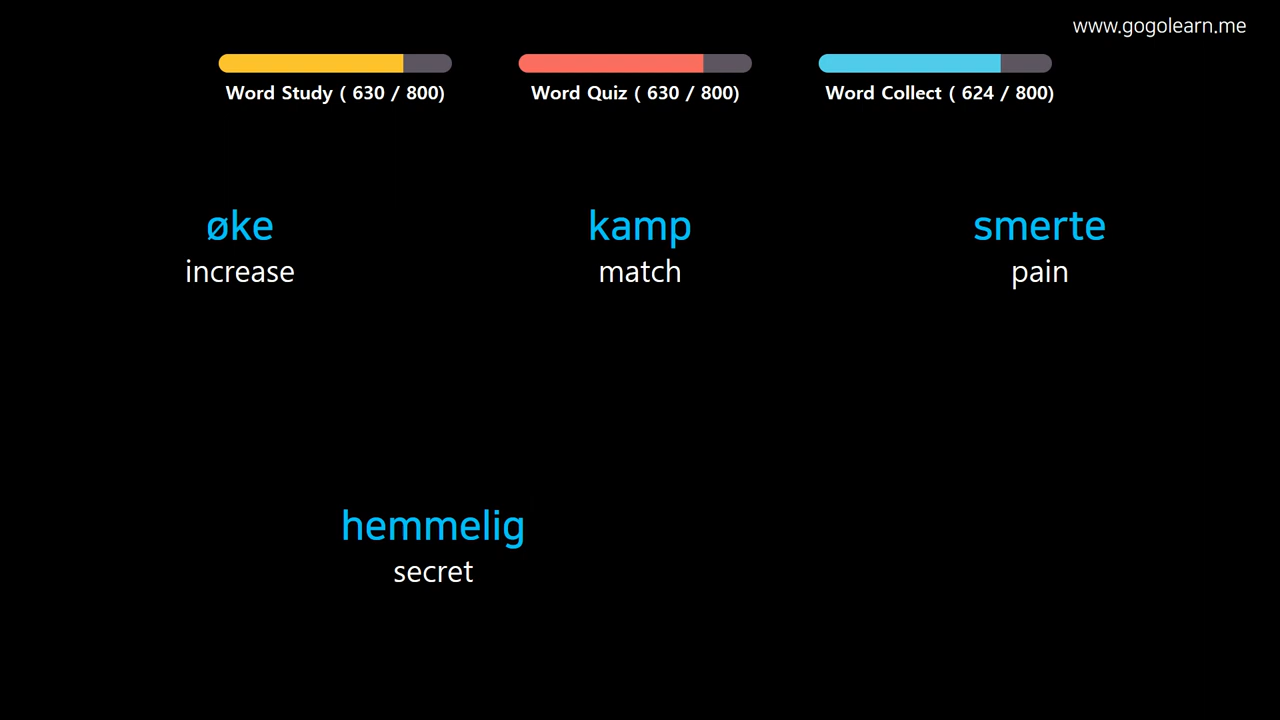 www.gogolearn.me
Word Study ( 630 / 800)
Word Quiz ( 630 / 800)
Word Collect ( 624 / 800)
øke
increase
kamp
match
smerte
pain
hemmelig
secret